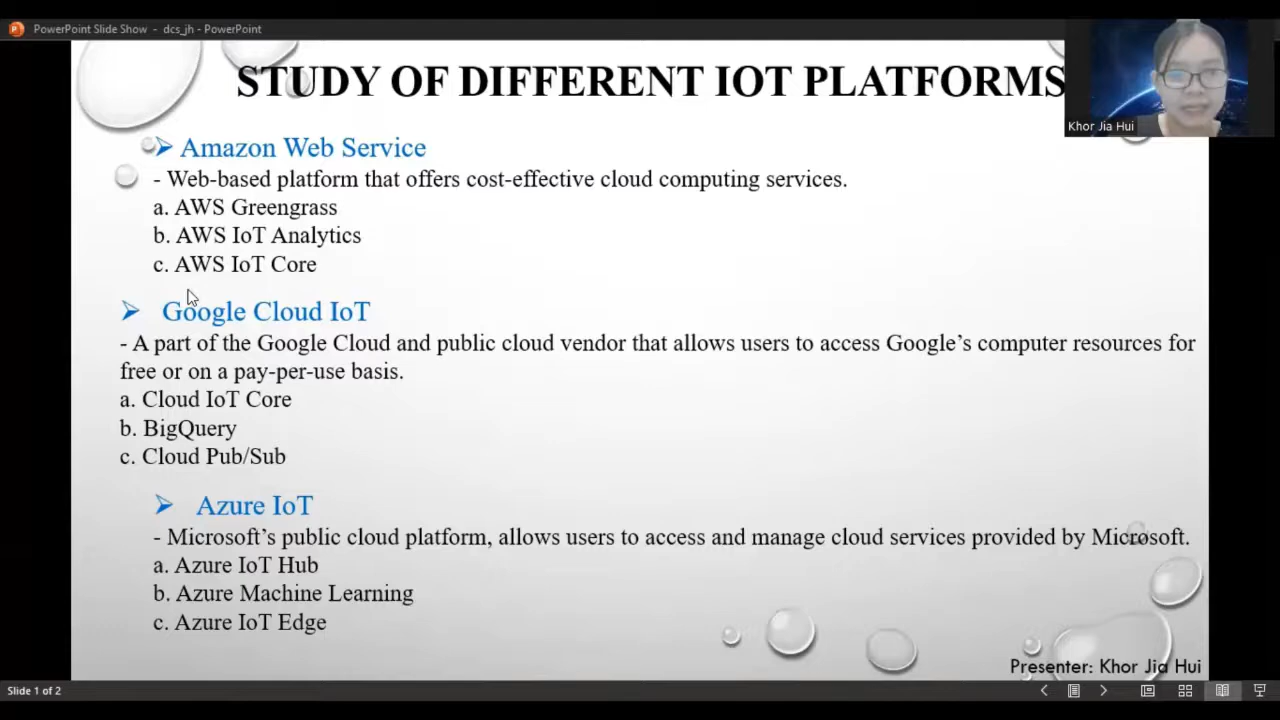 PowerPoint Slide Show - dcs_jh - PowerPoint
STUDY OF DIFFERENT IOT PLATFORMS
Khor Jia Hui
Amazon Web Service
- Web-based platform that offers cost-effective cloud computing services.
a. AWS Greengrass
b. AWS IoT Analytics
c. AWS IoT Core
Google Cloud IoT
- A part of the Google Cloud and public cloud vendor that allows users to access Google’s computer resources for
free or on a pay-per-use basis.
a. Cloud IoT Core
b. BigQuery
c. Cloud Pub/Sub
Azure IoT
- Microsoft’s public cloud platform, allows users to access and manage cloud services provided by Microsoft.
a. Azure IoT Hub
b. Azure Machine Learning
c. Azure IoT Edge
Presenter: Khor Jia Hui
Slide 1 of 2